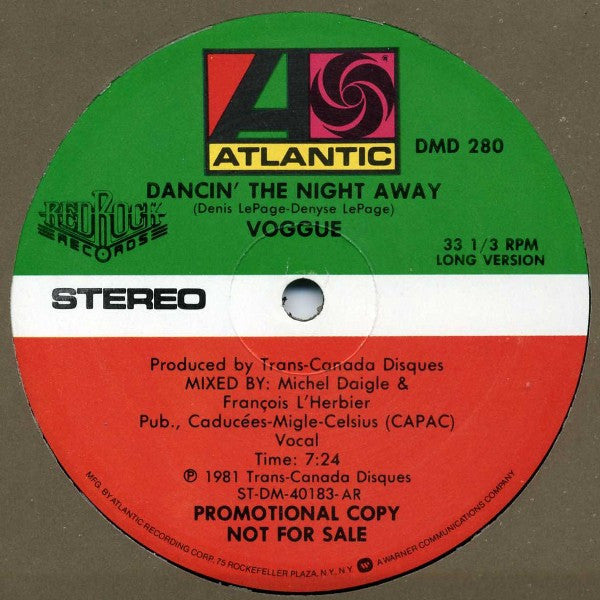 ATLANTIC
DMD 280
DANCIN' THE NIGHT AWAY
(Denis LePage-Denyse LePage)
VOGGUE
REDROCK
RECORDS
33 1/3 RPM
LONG VERSION
STEREO
Produced by Trans-Canada Disques
MIXED BY: Michel Daigle &
François L'Herbier
Pub., Caducées-Migle-Celsius (CAPAC)
Vocal
Time: 7:24
℗ 1981 Trans-Canada Disques
ST-DM-40183-AR
PROMOTIONAL COPY
NOT FOR SALE
MFG. BY ATLANTIC RECORDING CORP., 75 ROCKEFELLER PLAZA, N.Y., N.Y. A WARNER COMMUNICATIONS COMPANY